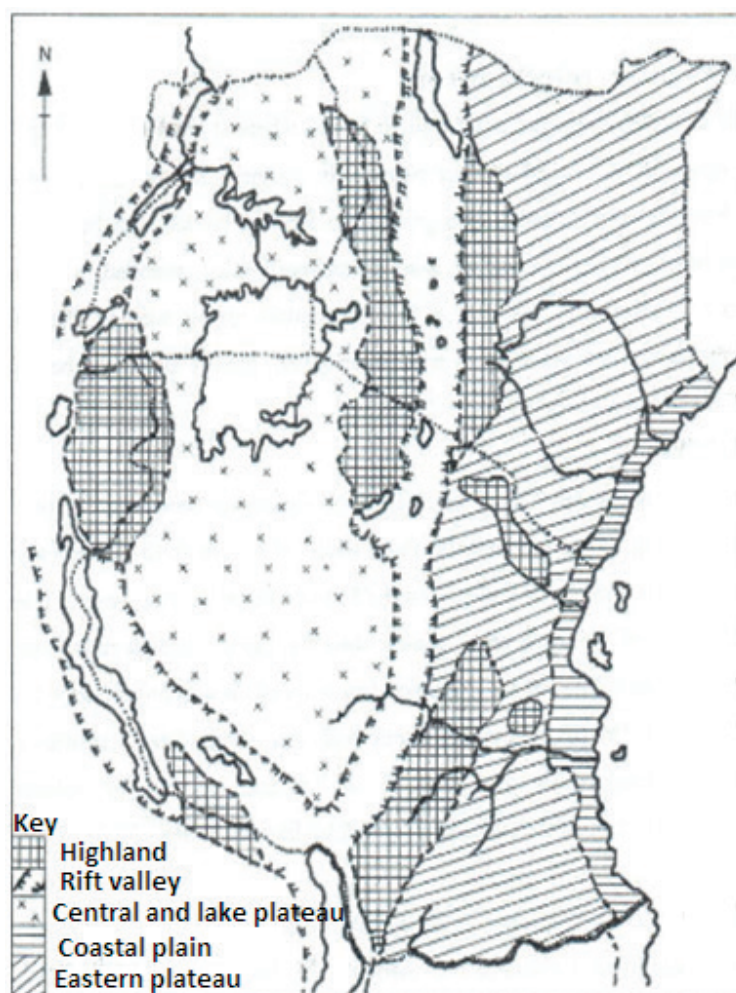 N
Key
Highland
Rift valley
Central and lake plateau
Coastal plain
Eastern plateau